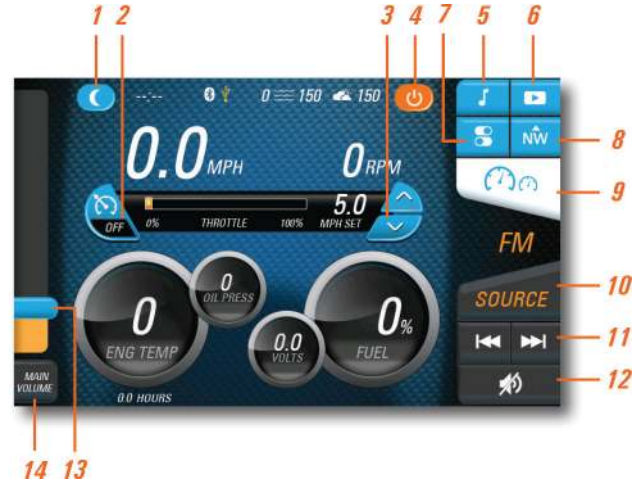 1 2 3 4 7 5 6
--:-- 0 150 150
NW 8
0.0 MPH 0 RPM
9
OFF 0% THROTTLE 100% 5.0 MPH SET
FM
0 OIL PRESS
SOURCE 10
0 ENG TEMP
0.0 VOLTS
0% FUEL
11
MAIN VOLUME
0.0 HOURS
12
14 13